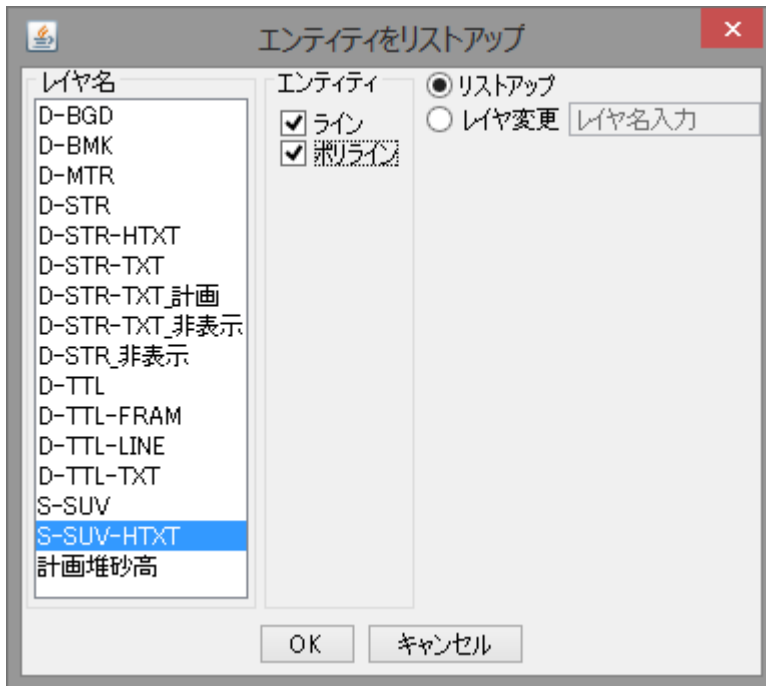 エンティティをリストアップ
レイヤ名
D-BGD
D-BMK
D-MTR
D-STR
D-STR-HTXT
D-STR-TXT
D-STR-TXT_計画
D-STR-TXT_非表示
D-STR_非表示
D-TTL
D-TTL-FRAM
D-TTL-LINE
D-TTL-TXT
S-SUV
S-SUV-HTXT
計画堆砂高
エンティティ
ライン
ポリライン
リストアップ
レイヤ変更 レイヤ名入力
OK キャンセル